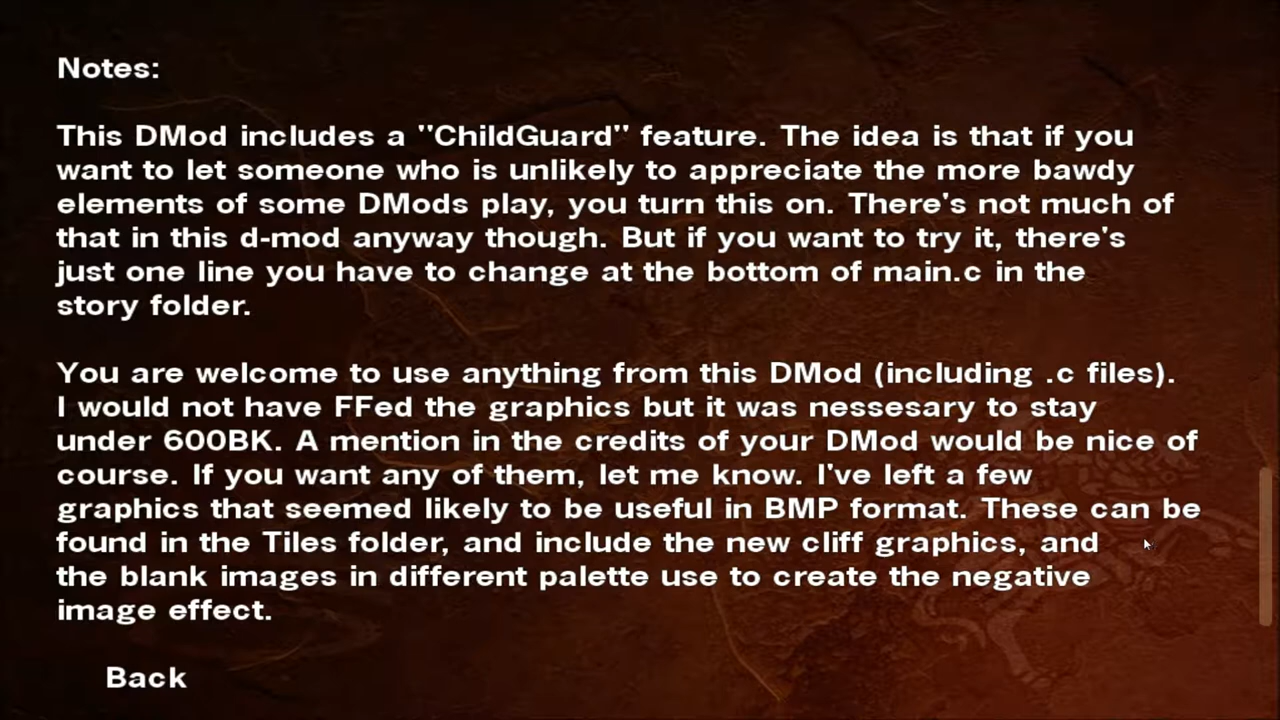 Notes:
This DMod includes a "ChildGuard" feature. The idea is that if you
want to let someone who is unlikely to appreciate the more bawdy
elements of some DMods play, you turn this on. There's not much of
that in this d-mod anyway though. But if you want to try it, there's
just one line you have to change at the bottom of main.c in the
story folder.
You are welcome to use anything from this DMod (including .c files).
I would not have FFed the graphics but it was nessesary to stay
under 600BK. A mention in the credits of your DMod would be nice of
course. If you want any of them, let me know. I've left a few
graphics that seemed likely to be useful in BMP format. These can be
found in the Tiles folder, and include the new cliff graphics, and
the blank images in different palette use to create the negative
image effect.
Back